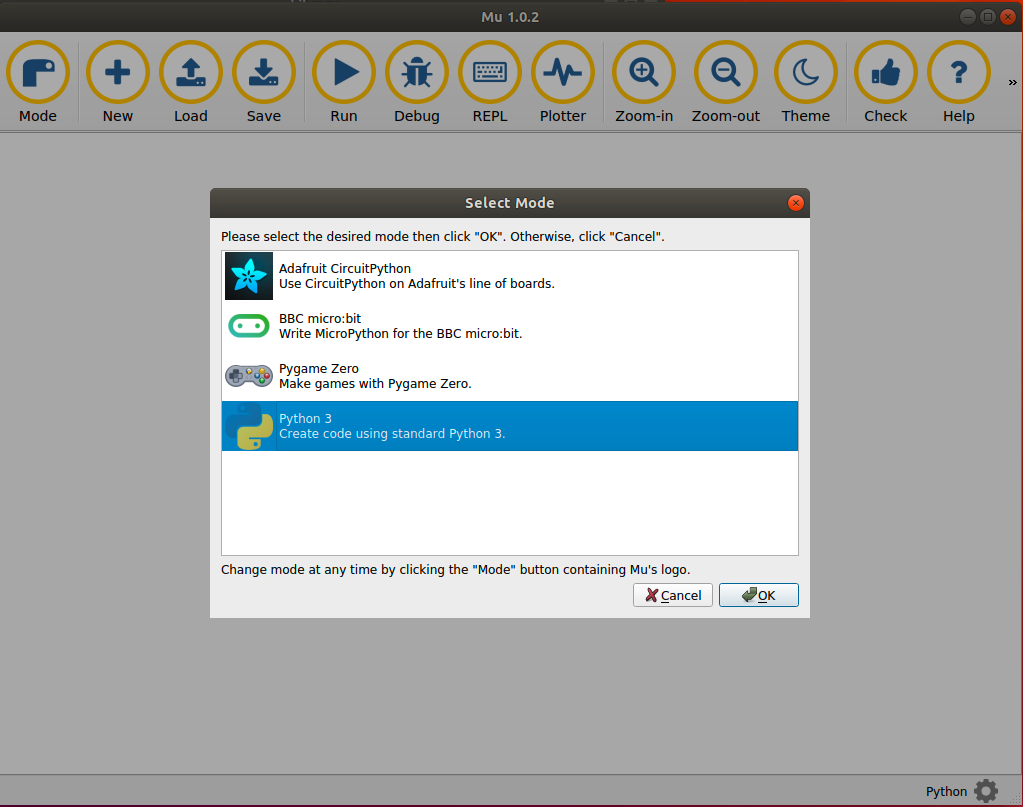 Mu 1.0.2
Mode New Load Save Run Debug REPL Plotter Zoom-in Zoom-out Theme Check Help »
Select Mode
Please select the desired mode then click "OK". Otherwise, click "Cancel".
Adafruit CircuitPython
Use CircuitPython on Adafruit's line of boards.
BBC micro:bit
Write MicroPython for the BBC micro:bit.
Pygame Zero
Make games with Pygame Zero.
Python 3
Create code using standard Python 3.
Change mode at any time by clicking the "Mode" button containing Mu's logo.
Cancel OK
Python